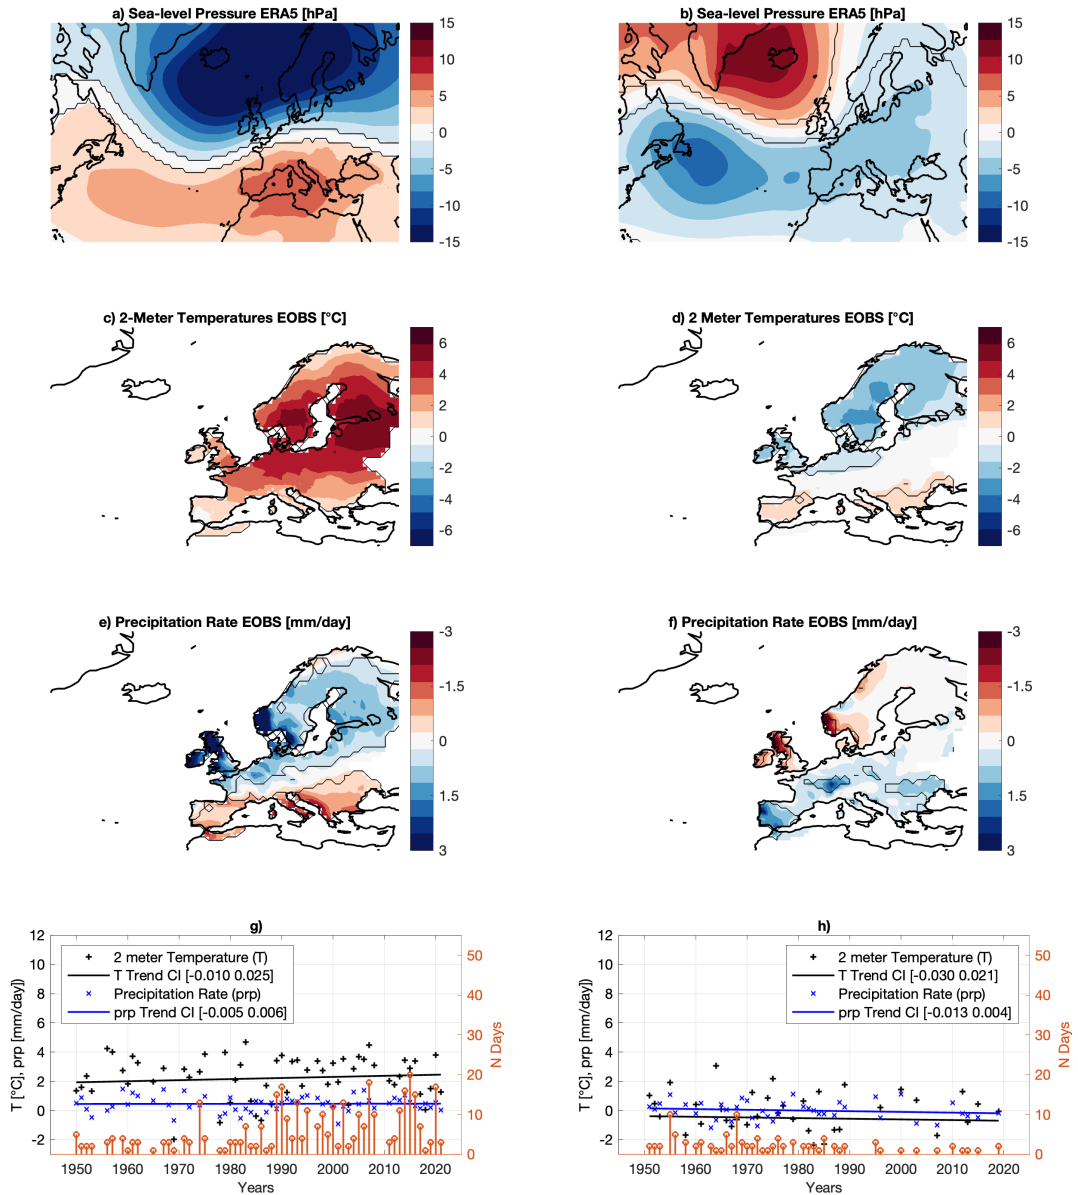 a) Sea-level Pressure ERA5 [hPa]
15
10
5
0
-5
-10
-15
b) Sea-level Pressure ERA5 [hPa]
15
10
5
0
-5
-10
-15
c) 2-Meter Temperatures EOBS [°C]
6
4
2
0
-2
-4
-6
d) 2 Meter Temperatures EOBS [°C]
6
4
2
0
-2
-4
-6
e) Precipitation Rate EOBS [mm/day]
-3
-1.5
0
1.5
3
f) Precipitation Rate EOBS [mm/day]
-3
-1.5
0
1.5
3
g)
12
10
8
6
4
2
0
-2
T [°C], prp [mm/day])
2 meter Temperature (T)
T Trend CI [-0.010 0.025]
Precipitation Rate (prp)
prp Trend CI [-0.005 0.006]
50
40
30
20
10
0
N Days
1950 1960 1970 1980 1990 2000 2010 2020
Years
h)
12
10
8
6
4
2
0
-2
T [°C], prp [mm/day])
2 meter Temperature (T)
T Trend CI [-0.030 0.021]
Precipitation Rate (prp)
prp Trend CI [-0.013 0.004]
50
40
30
20
10
0
N Days
1950 1960 1970 1980 1990 2000 2010 2020
Years